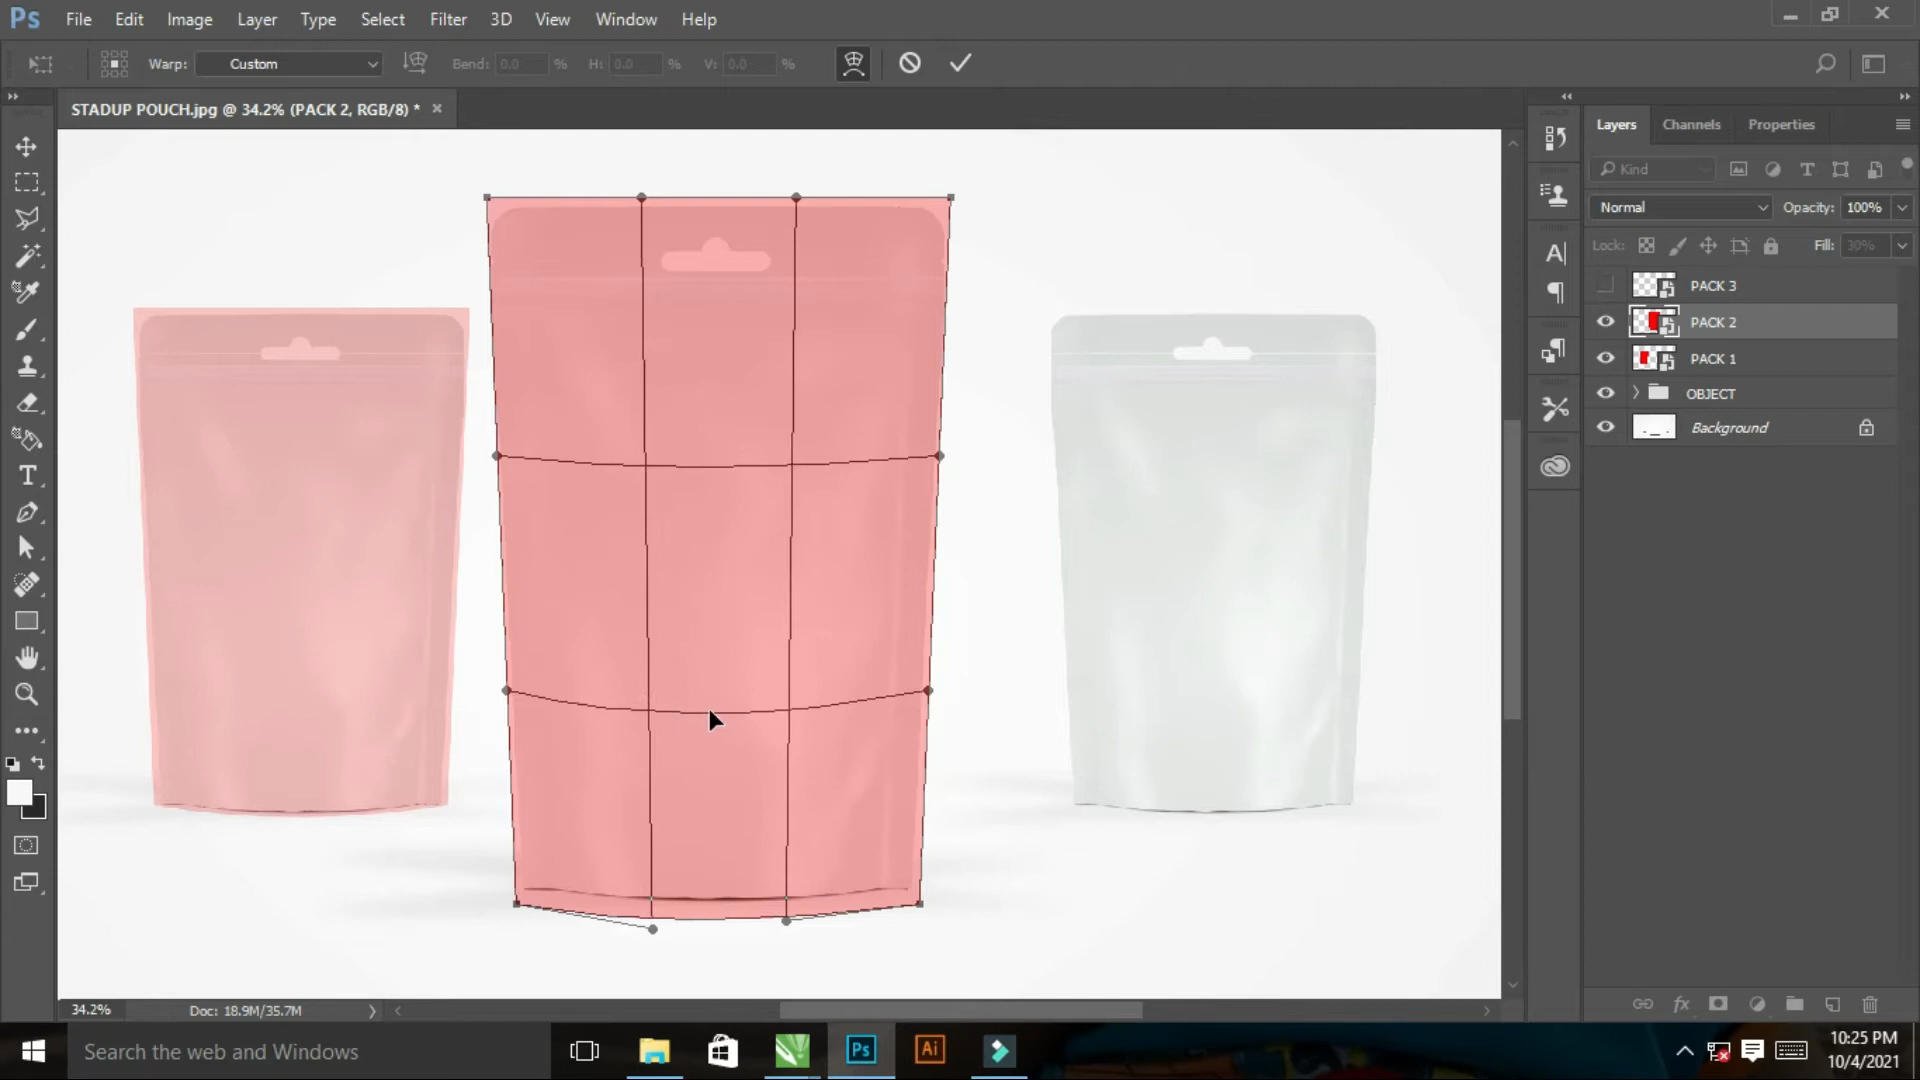 Ps File Edit Image Layer Type Select Filter 3D View Window Help
Warp: Custom Bend: 0.0 % H: 0.0 % V: 0.0 %
STADUP POUCH.jpg @ 34.2% (PACK 2, RGB/8) *
Layers Channels Properties
Kind
Normal Opacity: 100%
Lock: Fill: 30%
PACK 3
PACK 2
PACK 1
OBJECT
Background
34.2% Doc: 18.9M/35.7M
Search the web and Windows
Ps
Ai
10:25 PM
10/4/2021